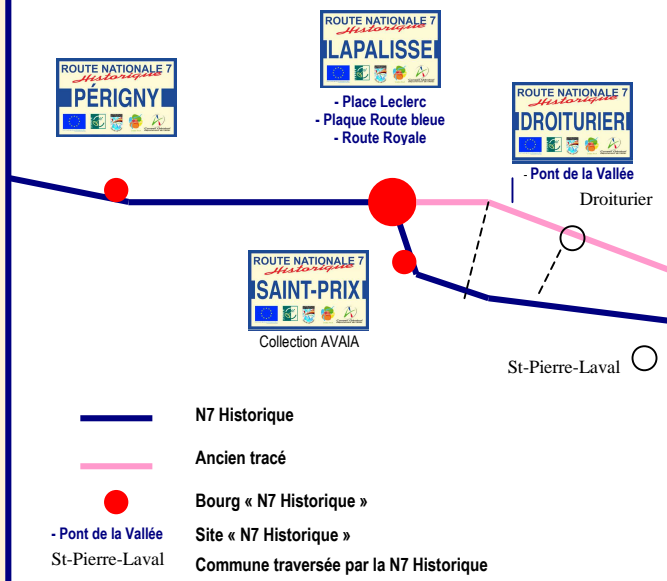 ROUTE NATIONALE 7
Historique
LAPALISSE
ROUTE NATIONALE 7
Historique
PÉRIGNY
- Place Leclerc
- Plaque Route bleue
- Route Royale
ROUTE NATIONALE 7
Historique
DROITURIER
- Pont de la Vallée
Droiturier
ROUTE NATIONALE 7
Historique
SAINT-PRIX
Collection AVAIA
St-Pierre-Laval
N7 Historique
Ancien tracé
Bourg « N7 Historique »
- Pont de la Vallée Site « N7 Historique »
St-Pierre-Laval Commune traversée par la N7 Historique